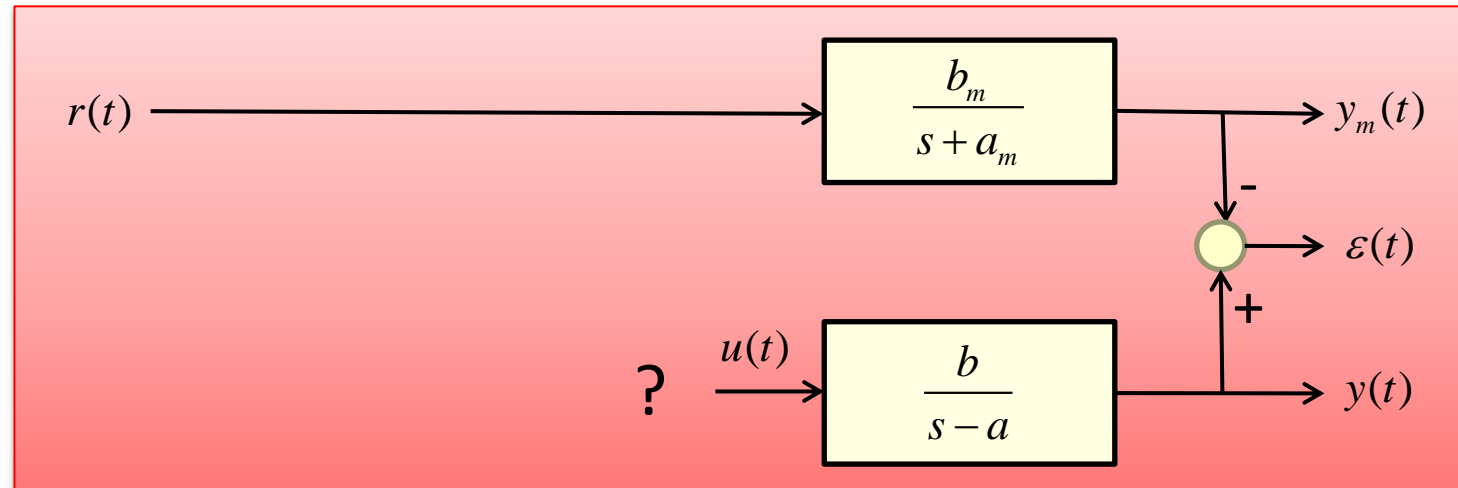 r(t)
b_m
s + a_m
y_m(t)
-
ε(t)
+
?
u(t)
b
s − a
y(t)